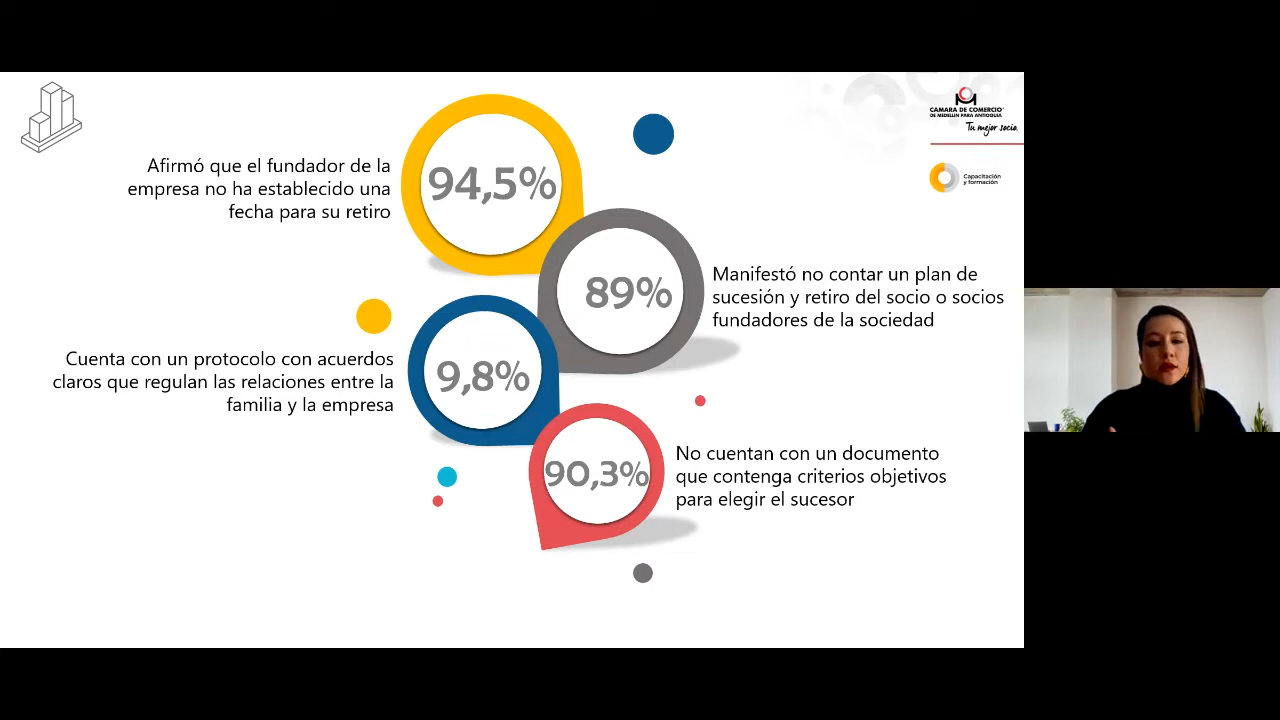 CAMARA DE COMERCIO
DE MEDELLIN PARA ANTIOQUIA
Tu mejor socio.
Capacitación
y formación
Afirmó que el fundador de la
empresa no ha establecido una
fecha para su retiro
94,5%
89%
Manifestó no contar un plan de
sucesión y retiro del socio o socios
fundadores de la sociedad
Cuenta con un protocolo con acuerdos
claros que regulan las relaciones entre la
familia y la empresa
9,8%
90,3%
No cuentan con un documento
que contenga criterios objetivos
para elegir el sucesor